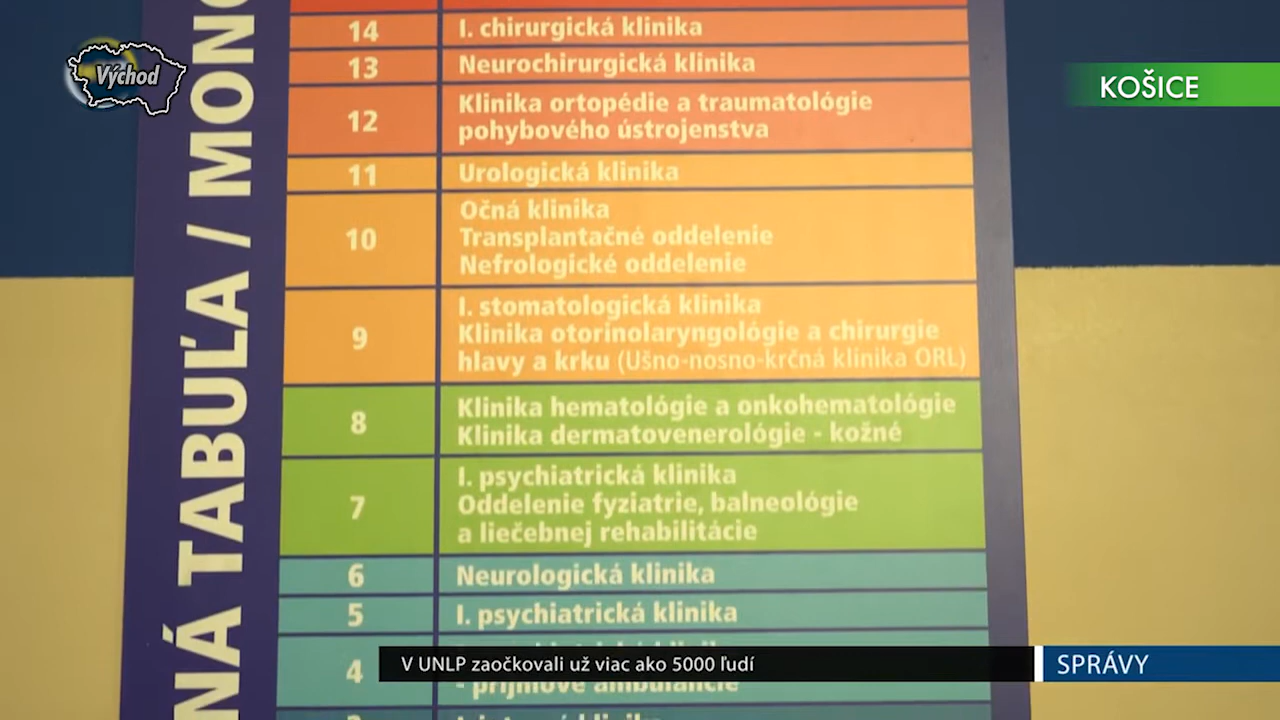 Východ
KOŠICE
NÁ TABUĽA / MONO
14
I. chirurgická klinika
13
Neurochirurgická klinika
12
Klinika ortopédie a traumatológie
pohybového ústrojenstva
11
Urologická klinika
10
Očná klinika
Transplantačné oddelenie
Nefrologické oddelenie
9
I. stomatologická klinika
Klinika otorinolaryngológie a chirurgie
hlavy a krku (Ušno-nosno-krčná klinika ORL)
8
Klinika hematológie a onkohematológie
Klinika dermatovenerológie - kožné
7
I. psychiatrická klinika
Oddelenie fyziatrie, balneológie
a liečebnej rehabilitácie
6
Neurologická klinika
5
I. psychiatrická klinika
4
- príjmové ambulancie
V UNLP zaočkovali už viac ako 5000 ľudí
SPRÁVY